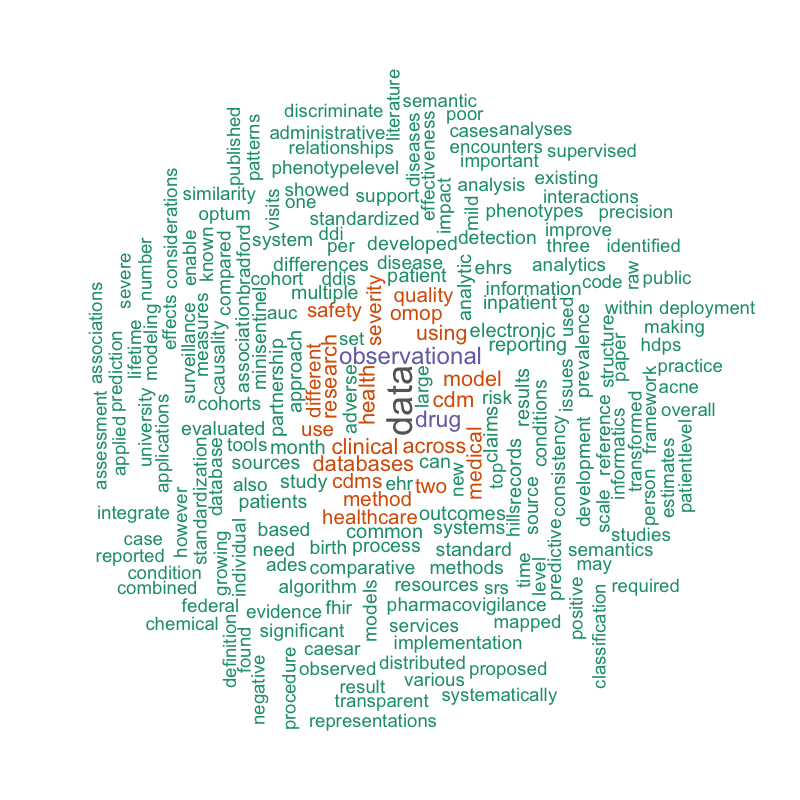 literature
semantic
discriminate
poor
published
patterns
administrative
diseases
effectiveness
cases
analyses
relationships
encounters
supervised
phenotypelevel
important
existing
similarity
showed
support
analysis
interactions
considerations
visits
one
impact
mild
phenotypes
precision
optum
standardized
improve
enable
known
system
ddi
per
developed
detection
three
identified
severe
number
compared
bradford
differences
disease
analytic
ehrs
analytics
raw
public
cohort
ddis
patient
information
code
associations
effects
surveillance
measures
minisentinel
multiple
severity
quality
inpatient
used
within
deployment
prediction
lifetime
modeling
causality
association
auc
safety
omop
prevalence
structure
making
partnership
approach
different
research
set
using
electronic
reporting
paper
hdps
observational
health
data
large
model
issues
practice
acne
assessment
applied
university
applications
cohorts
adverse
cdm
risk
results
conditions
reference
framework
overall
evaluated
use
drug
claims
standardization
database
tools
month
clinical
across
medical
consistency
development
informatics
transformed
patientlevel
sources
databases
can
new
top
records
source
scale
person
estimates
also
study
cdms
ehr
two
hills
integrate
however
patients
method
healthcare
outcomes
case
based
common
systems
studies
reported
growing
individual
need
birth
process
standard
predictive
semantics
condition
ades
comparative
methods
time
level
may
combined
algorithm
resources
srs
required
federal
evidence
fhir
models
pharmacovigilance
positive
classification
chemical
significant
services
mapped
definition
found
caesar
implementation
negative
procedure
observed
distributed
proposed
result
various
systematically
transparent
representations